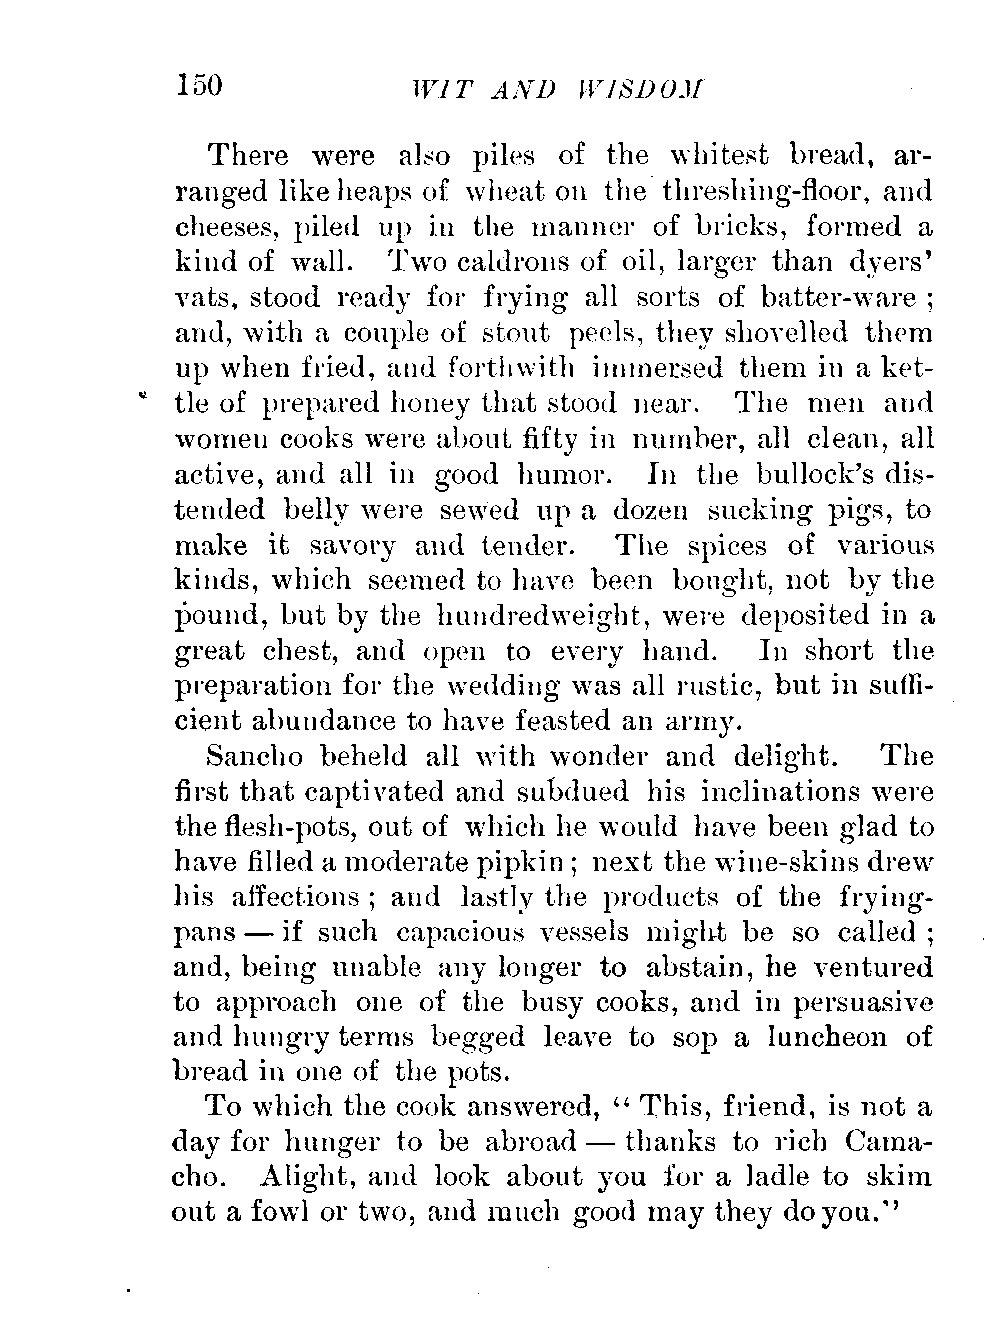 150 WIT AND WISDOM
There were also piles of the whitest bread, ar-
ranged like heaps of wheat on the threshing-floor, and
cheeses, piled up in the manner of bricks, formed a
kind of wall. Two caldrons of oil, larger than dyers'
vats, stood ready for frying all sorts of batter-ware ;
and, with a couple of stout peels, they shovelled them
up when fried, and forthwith immersed them in a ket-
tle of prepared honey that stood near. The men and
women cooks were about fifty in number, all clean, all
active, and all in good humor. In the bullock's dis-
tended belly were sewed up a dozen sucking pigs, to
make it savory and tender. The spices of various
kinds, which seemed to have been bought, not by the
pound, but by the hundredweight, were deposited in a
great chest, and open to every hand. In short the
preparation for the wedding was all rustic, but in suffi-
cient abundance to have feasted an army.
Sancho beheld all with wonder and delight. The
first that captivated and subdued his inclinations were
the flesh-pots, out of which he would have been glad to
have filled a moderate pipkin ; next the wine-skins drew
his affections ; and lastly the products of the frying-
pans — if such capacious vessels might be so called ;
and, being unable any longer to abstain, he ventured
to approach one of the busy cooks, and in persuasive
and hungry terms begged leave to sop a luncheon of
bread in one of the pots.
To which the cook answered, “ This, friend, is not a
day for hunger to be abroad — thanks to rich Cama-
cho. Alight, and look about you for a ladle to skim
out a fowl or two, and much good may they do you.”